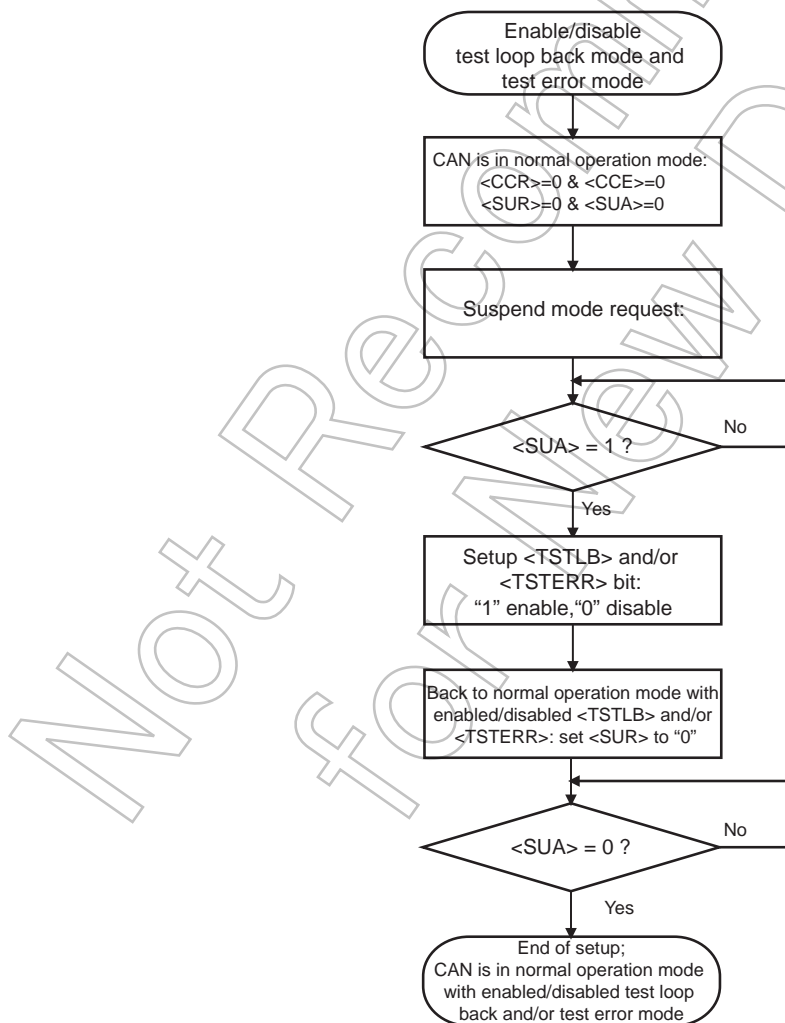 Enable/disable
test loop back mode and
test error mode
CAN is in normal operation mode:
<CCR>=0 & <CCE>=0
<SUR>=0 & <SUA>=0
Suspend mode request:
<SUA> = 1 ?
No
Yes
Setup <TSTLB> and/or
<TSTERR> bit:
“1” enable,“0” disable
Back to normal operation mode with
enabled/disabled <TSTLB> and/or
<TSTERR>: set <SUR> to “0”
<SUA> = 0 ?
No
Yes
End of setup;
CAN is in normal operation mode
with enabled/disabled test loop
back and/or test error mode
Not Recomm
for New D